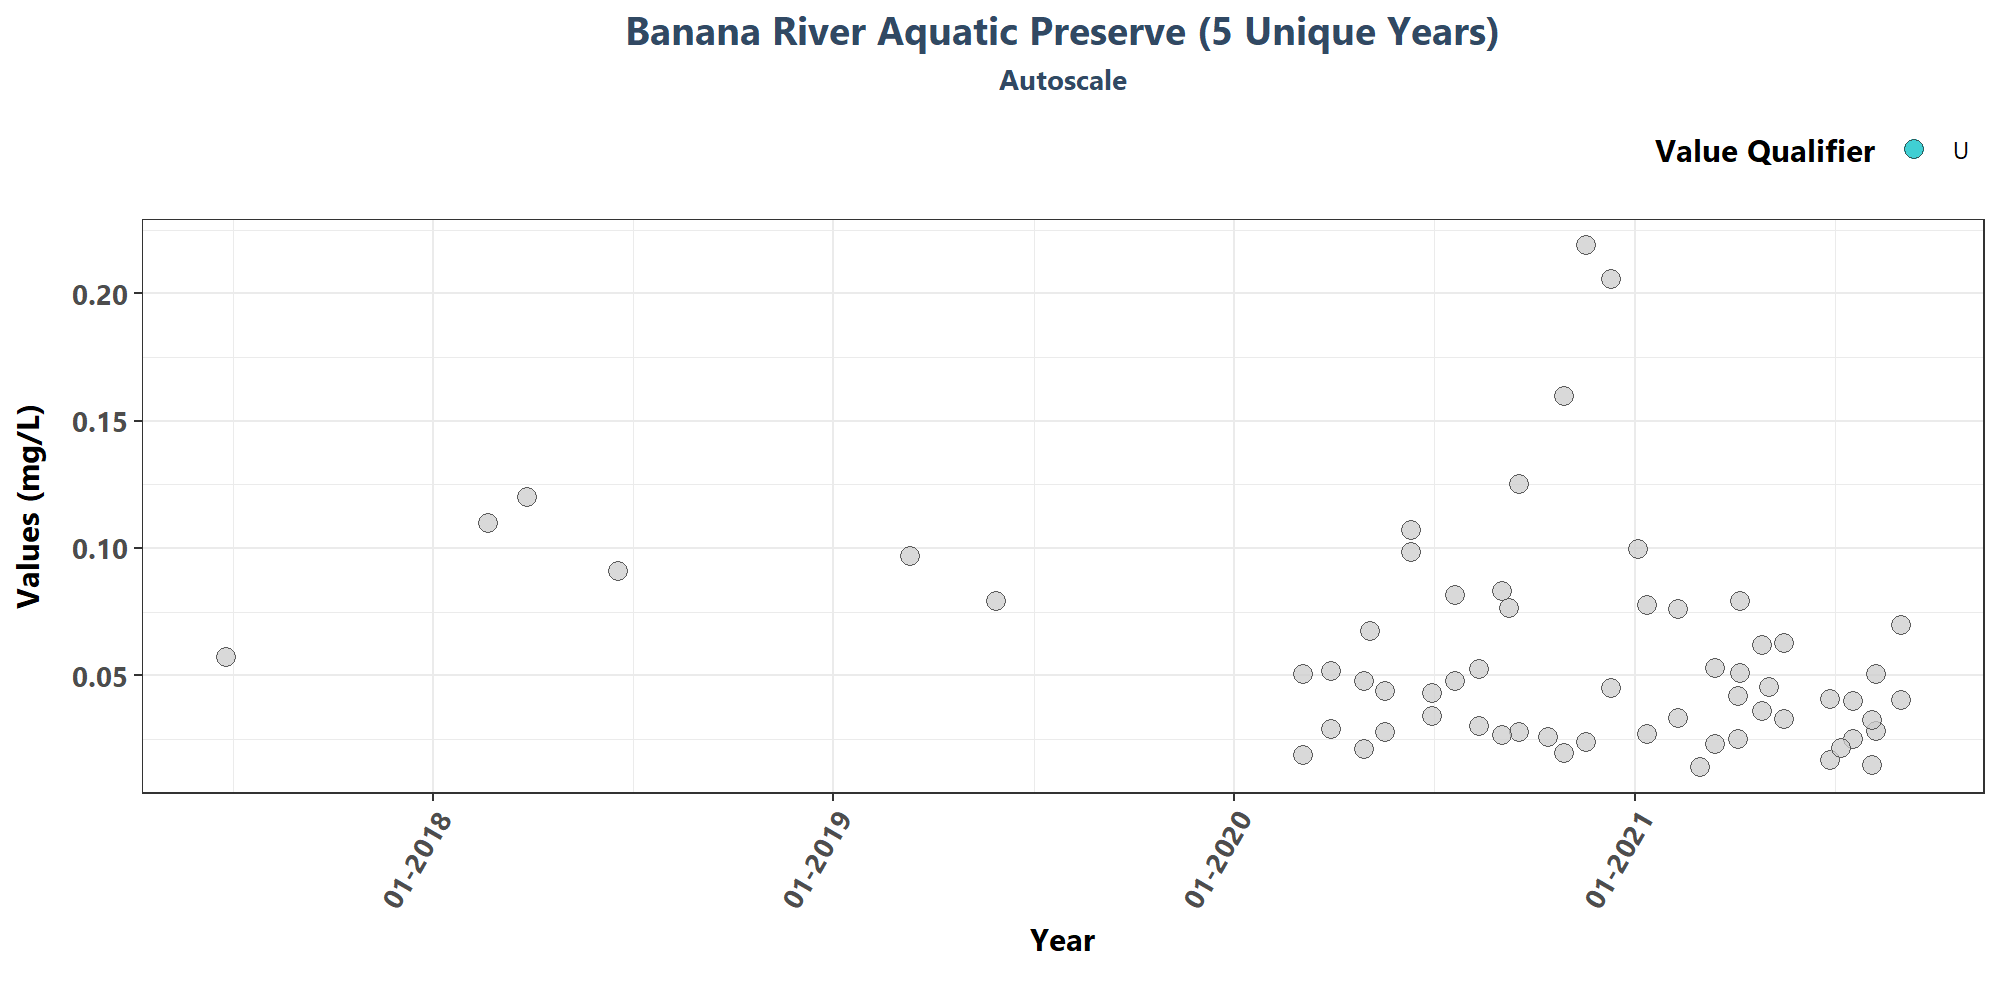 Banana River Aquatic Preserve (5 Unique Years)
Autoscale
Value Qualifier U
0.20
0.15
0.10
0.05
Values (mg/L)
01-2018
01-2019
01-2020
01-2021
Year